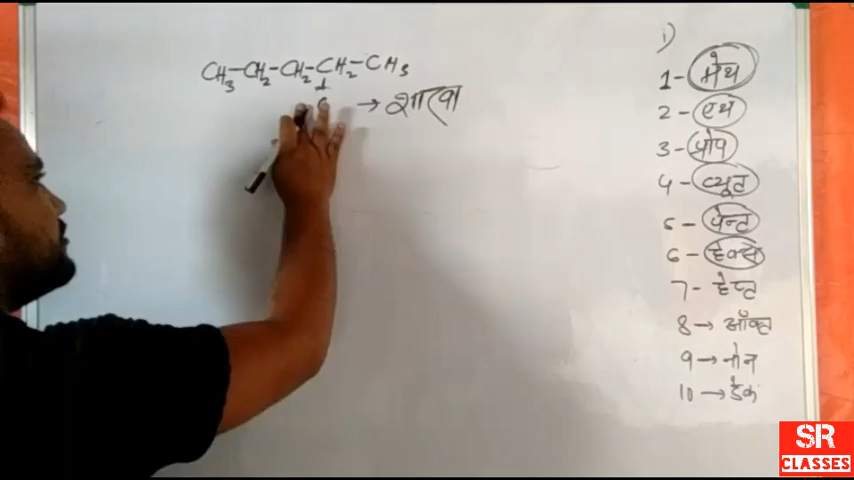 CH₃-CH₂-CH₂-CH₂-CH₃
C → शाखा
i)
1- मेथ
2 - एथ
3 - प्रोप
4 - ब्यूट
5 - पेन्ट
6 - हेक्स
7- हेप्ट
8 → ऑक्ट
9 → नोन
10 → डेक
SR
CLASSES